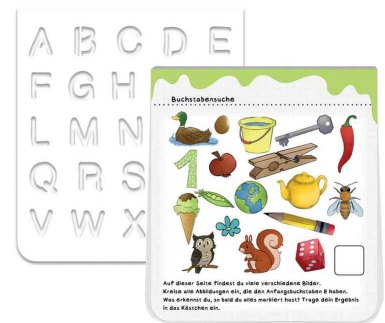 A B C D E
F G H
L M N
Q R S
V W X
Buchstabensuche
1
Auf dieser Seite findest du viele verschiedene Bilder.
Kreise alle Abbildungen ein, die den Anfangsbuchstaben E haben.
Was erkennst du, so bald du alles markiert hast? Trage dein Ergebnis
in das Kästchen ein.